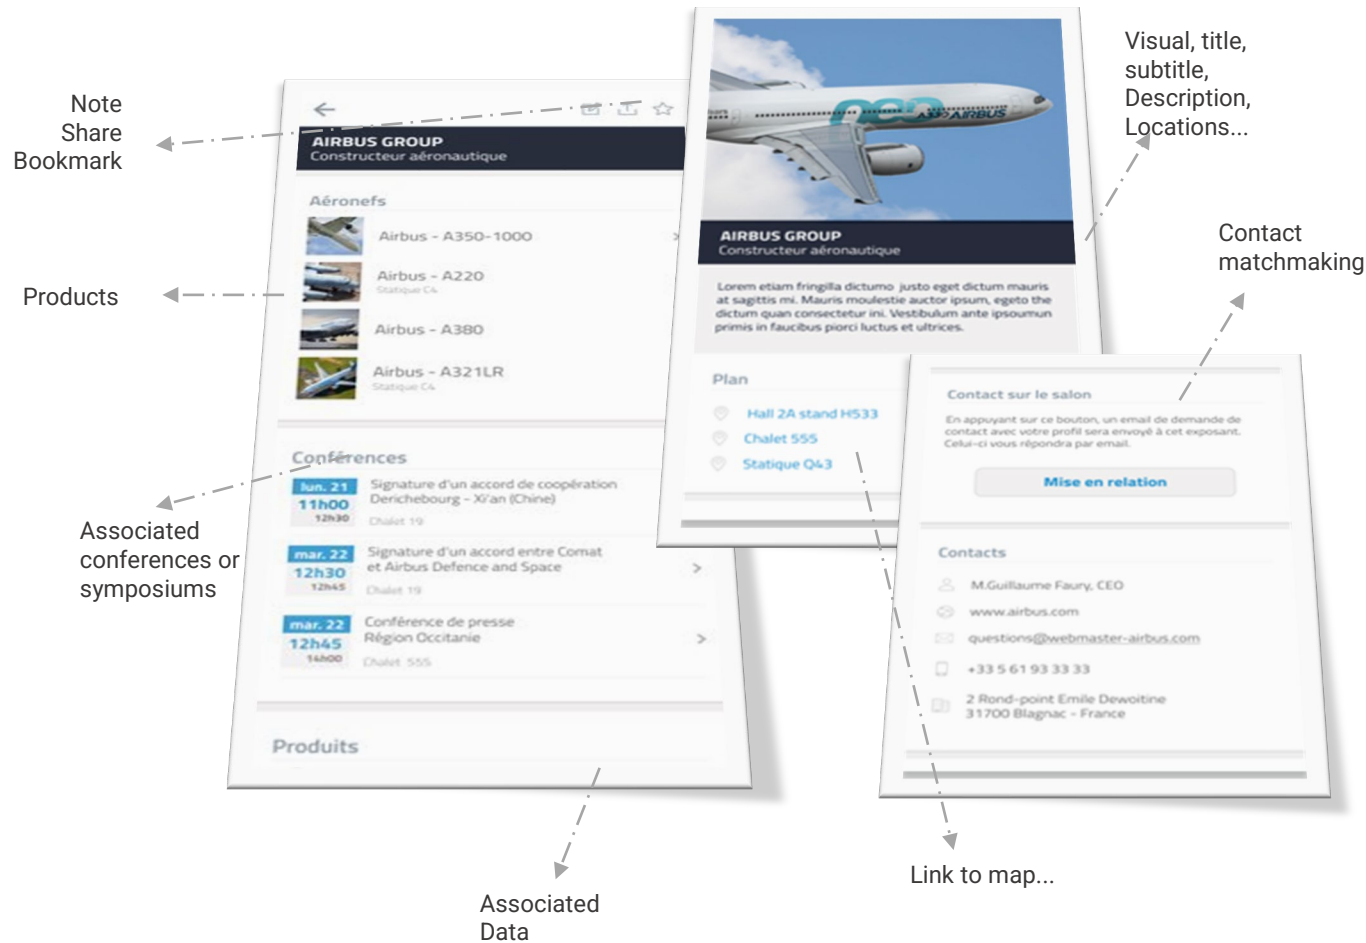 Note
Share
Bookmark
Products
Associated
conferences or
symposiums
Associated
Data
AIRBUS GROUP
Constructeur aéronautique
Aéronefs
Airbus - A350-1000
Airbus - A220
Statique C4
Airbus - A380
Airbus - A321LR
Statique C4
Conférences
lun. 21
11h00
12h30
Signature d'un accord de coopération
Derichebourg - Xi'an (Chine)
Chalet 19
mar. 22
12h30
12h45
Signature d'un accord entre Comat
et Airbus Defence and Space
Chalet 19
mar. 22
12h45
14h00
Conférence de presse
Région Occitanie
Chalet 555
Produits
neo
AIRBUS
AIRBUS GROUP
Constructeur aéronautique
Lorem etiam fringilla dictumo justo eget dictum mauris
at sagittis mi. Mauris moulestie auctor ipsum, egeto the
dictum quan consectetur ini. Vestibulum ante ipsoumun
primis in faucibus piorci luctus et ultrices.
Plan
Hall 2A stand H533
Chalet 555
Statique Q43
Visual, title,
subtitle,
Description,
Locations...
Contact
matchmaking
Contact sur le salon
En appuyant sur ce bouton, un email de demande de
contact avec votre profil sera envoyé à cet exposant.
Celui-ci vous répondra par email.
Mise en relation
Contacts
M.Guillaume Faury, CEO
www.airbus.com
questions@webmaster-airbus.com
+33 5 61 93 33 33
2 Rond-point Emile Dewoitine
31700 Blagnac - France
Link to map...